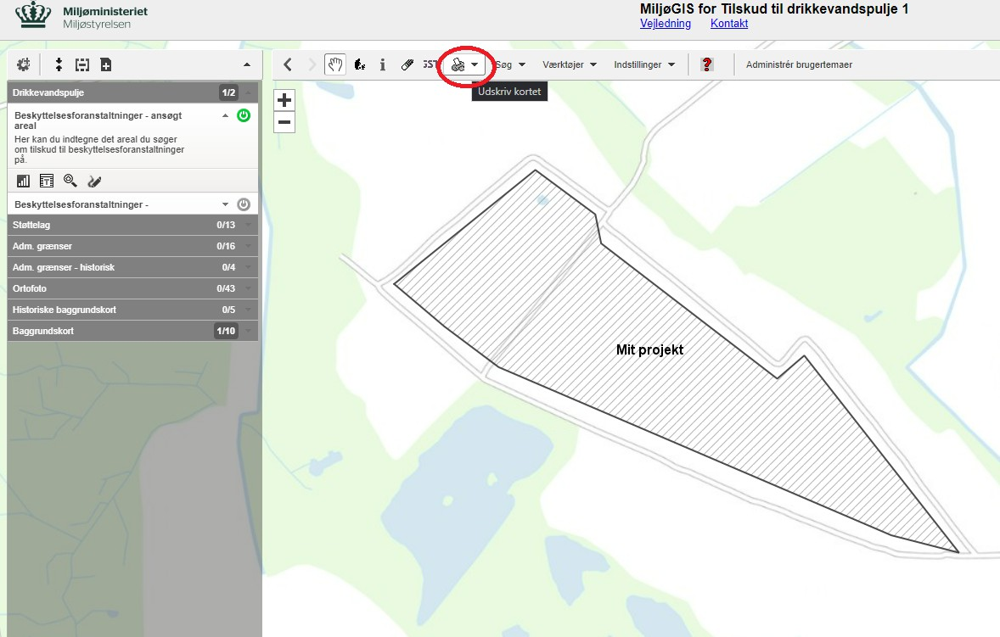 Miljøministeriet
Miljøstyrelsen
MiljøGIS for Tilskud til drikkevandspulje 1
Vejledning Kontakt
Søg Værktøjer Indstillinger ? Administrér brugertemaer
Udskriv kortet
Drikkevandspulje 1/2
Beskyttelsesforanstaltninger - ansøgt
areal
Her kan du indtegne det areal du søger
om tilskud til beskyttelsesforanstaltninger
på.
Beskyttelsesforanstaltninger -
Støttelag 0/13
Adm. grænser 0/16
Adm. grænser - historisk 0/4
Ortofoto 0/43
Historiske baggrundskort 0/5
Baggrundskort 1/10
Mit projekt